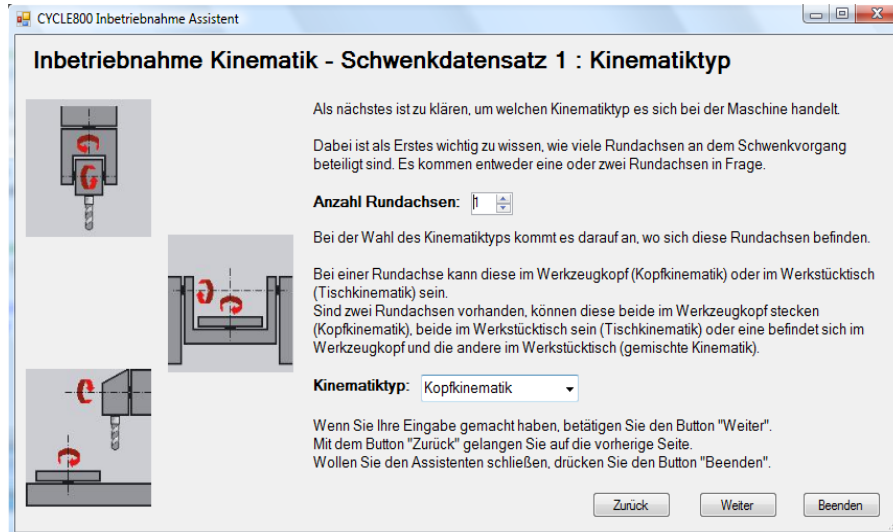 CYCLE800 Inbetriebnahme Assistent
Inbetriebnahme Kinematik - Schwenkdatensatz 1 : Kinematiktyp
Als nächstes ist zu klären, um welchen Kinematiktyp es sich bei der Maschine handelt.
Dabei ist als Erstes wichtig zu wissen, wie viele Rundachsen an dem Schwenkvorgang
beteiligt sind. Es kommen entweder eine oder zwei Rundachsen in Frage.
Anzahl Rundachsen: 1
Bei der Wahl des Kinematiktyps kommt es darauf an, wo sich diese Rundachsen befinden.
Bei einer Rundachse kann diese im Werkzeugkopf (Kopfkinematik) oder im Werkstücktisch
(Tischkinematik) sein.
Sind zwei Rundachsen vorhanden, können diese beide im Werkzeugkopf stecken
(Kopfkinematik), beide im Werkstücktisch sein (Tischkinematik) oder eine befindet sich im
Werkzeugkopf und die andere im Werkstücktisch (gemischte Kinematik).
Kinematiktyp: Kopfkinematik
Wenn Sie Ihre Eingabe gemacht haben, betätigen Sie den Button "Weiter".
Mit dem Button "Zurück" gelangen Sie auf die vorherige Seite.
Wollen Sie den Assistenten schließen, drücken Sie den Button "Beenden".
Zurück Weiter Beenden